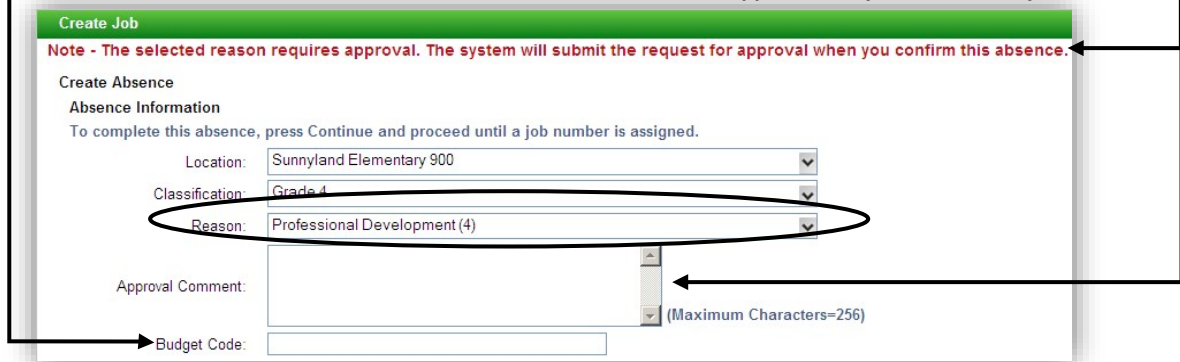 Create Job
Note - The selected reason requires approval. The system will submit the request for approval when you confirm this absence.
Create Absence
Absence Information
To complete this absence, press Continue and proceed until a job number is assigned.
Location: Sunnyland Elementary 900
Classification: Grade 4
Reason: Professional Development (4)
Approval Comment:
(Maximum Characters=256)
Budget Code: